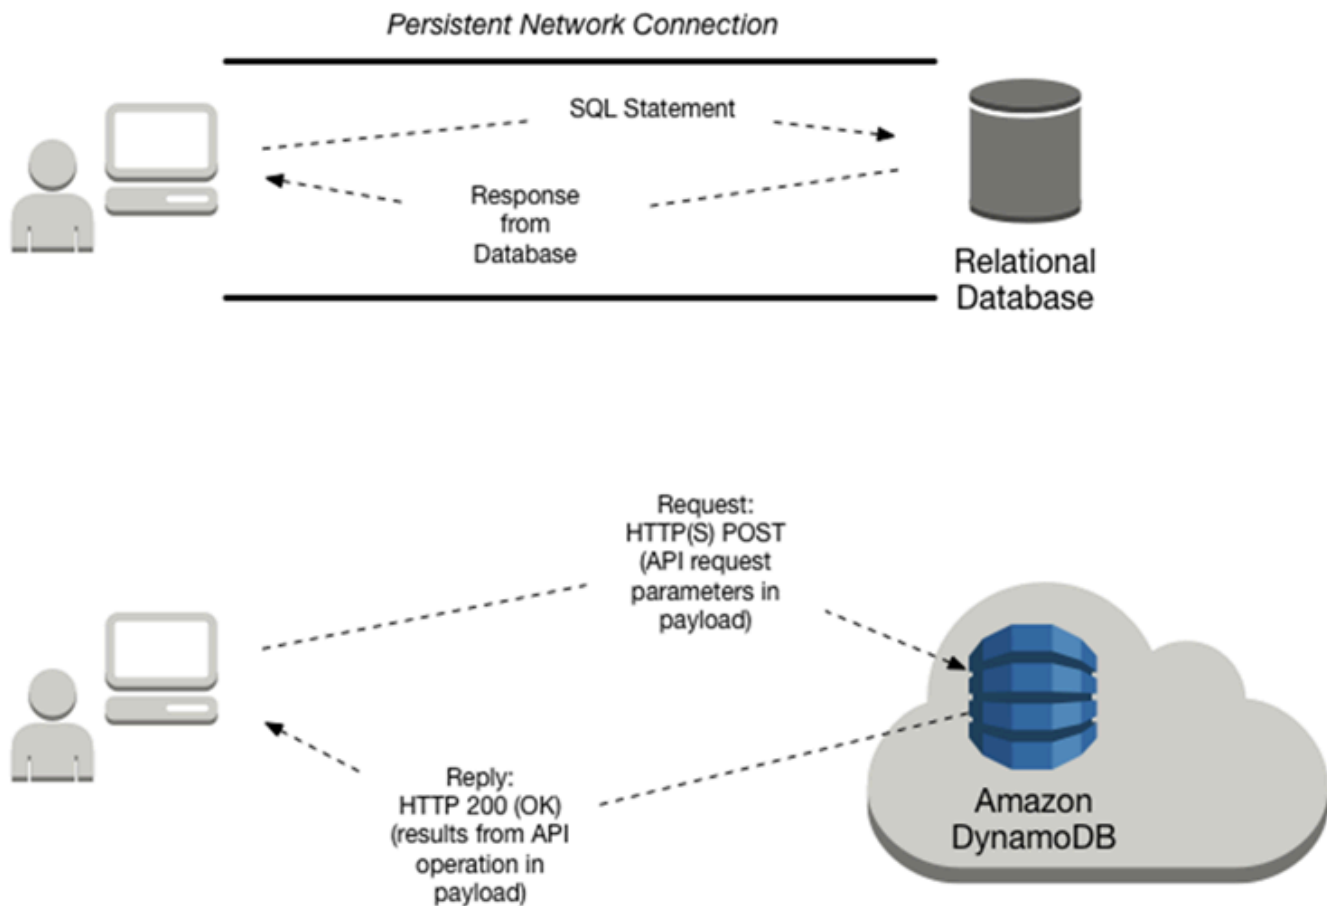 Persistent Network Connection
SQL Statement
Response
from
Database
Relational
Database
Request:
HTTP(S) POST
(API request
parameters in
payload)
Reply:
HTTP 200 (OK)
(results from API
operation in
payload)
Amazon
DynamoDB